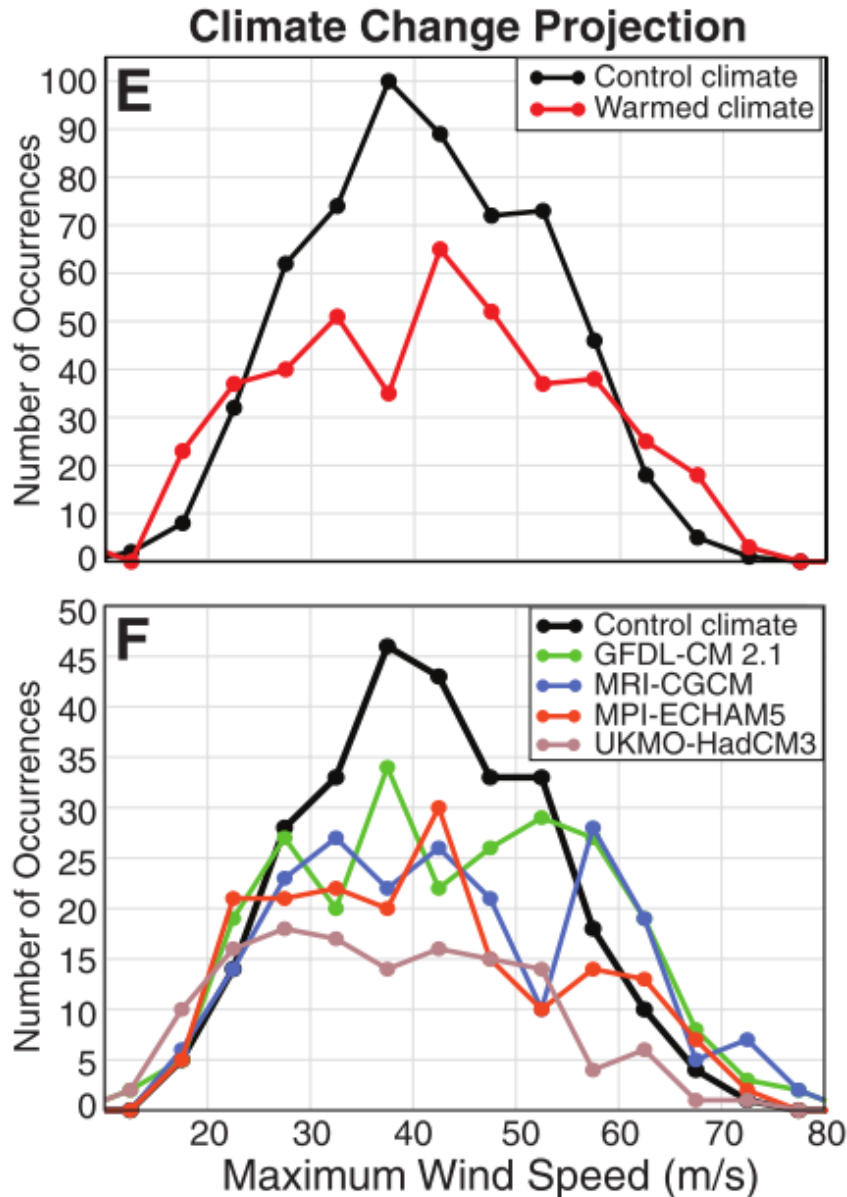 Climate Change Projection
E
Control climate
Warmed climate
Number of Occurrences
100
90
80
70
60
50
40
30
20
10
0
F
Control climate
GFDL-CM 2.1
MRI-CGCM
MPI-ECHAM5
UKMO-HadCM3
Number of Occurrences
50
45
40
35
30
25
20
15
10
5
0
20 30 40 50 60 70 80
Maximum Wind Speed (m/s)